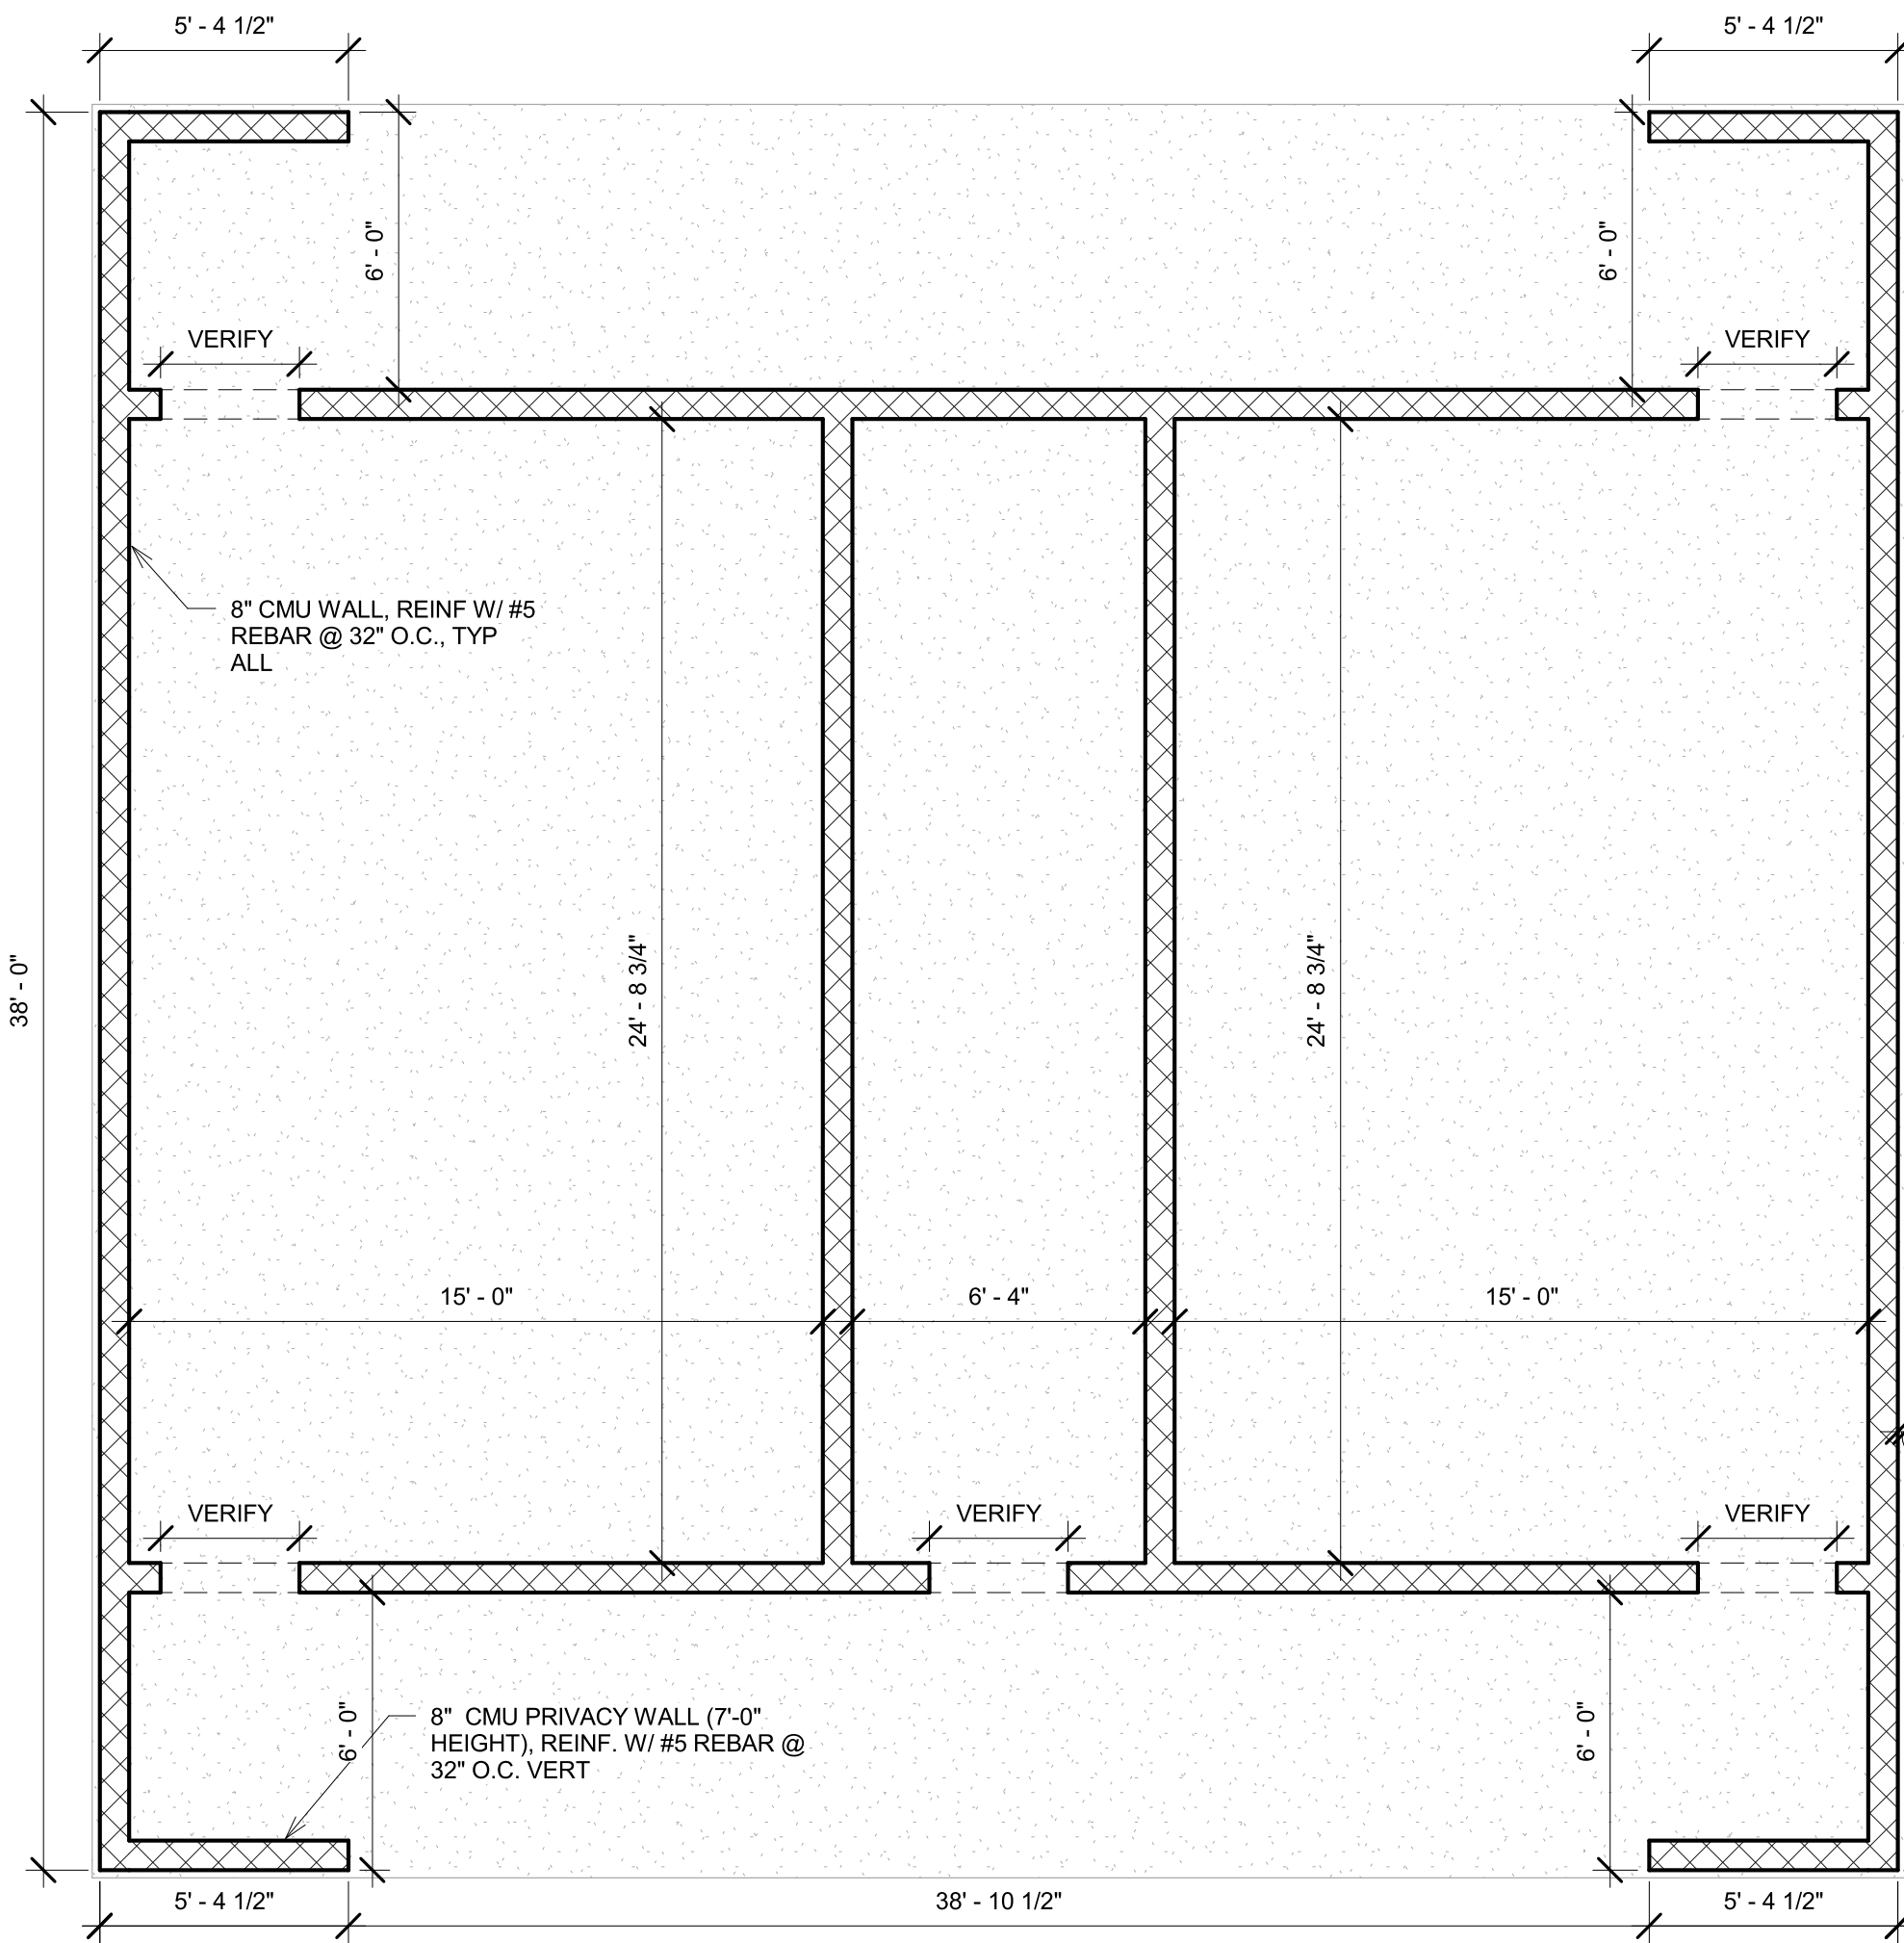 5' - 4 1/2"
5' - 4 1/2"
6' - 0"
6' - 0"
VERIFY
VERIFY
8" CMU WALL, REINF W/ #5
REBAR @ 32" O.C., TYP
ALL
38' - 0"
24' - 8 3/4"
24' - 8 3/4"
15' - 0"
6' - 4"
15' - 0"
VERIFY
VERIFY
VERIFY
6' - 0"
8" CMU PRIVACY WALL (7'-0"
HEIGHT), REINF. W/ #5 REBAR @
32" O.C. VERT
6' - 0"
5' - 4 1/2"
38' - 10 1/2"
5' - 4 1/2"